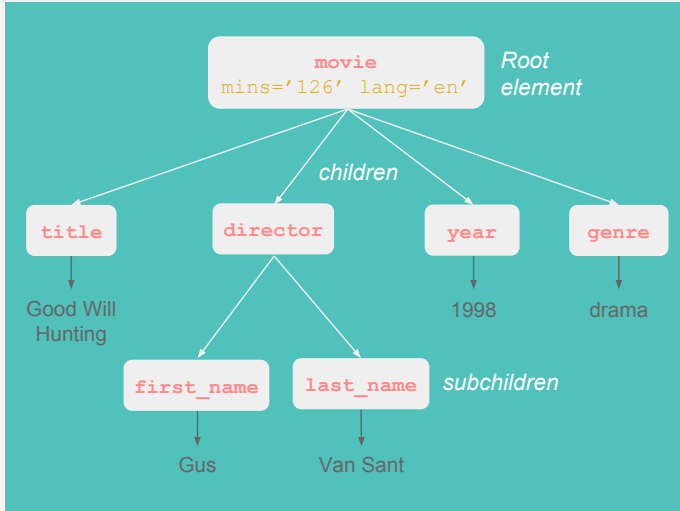 movie
mins=’126’ lang=’en’
Root
element
children
title
director
year
genre
Good Will
Hunting
1998
drama
first_name
last_name
subchildren
Gus
Van Sant